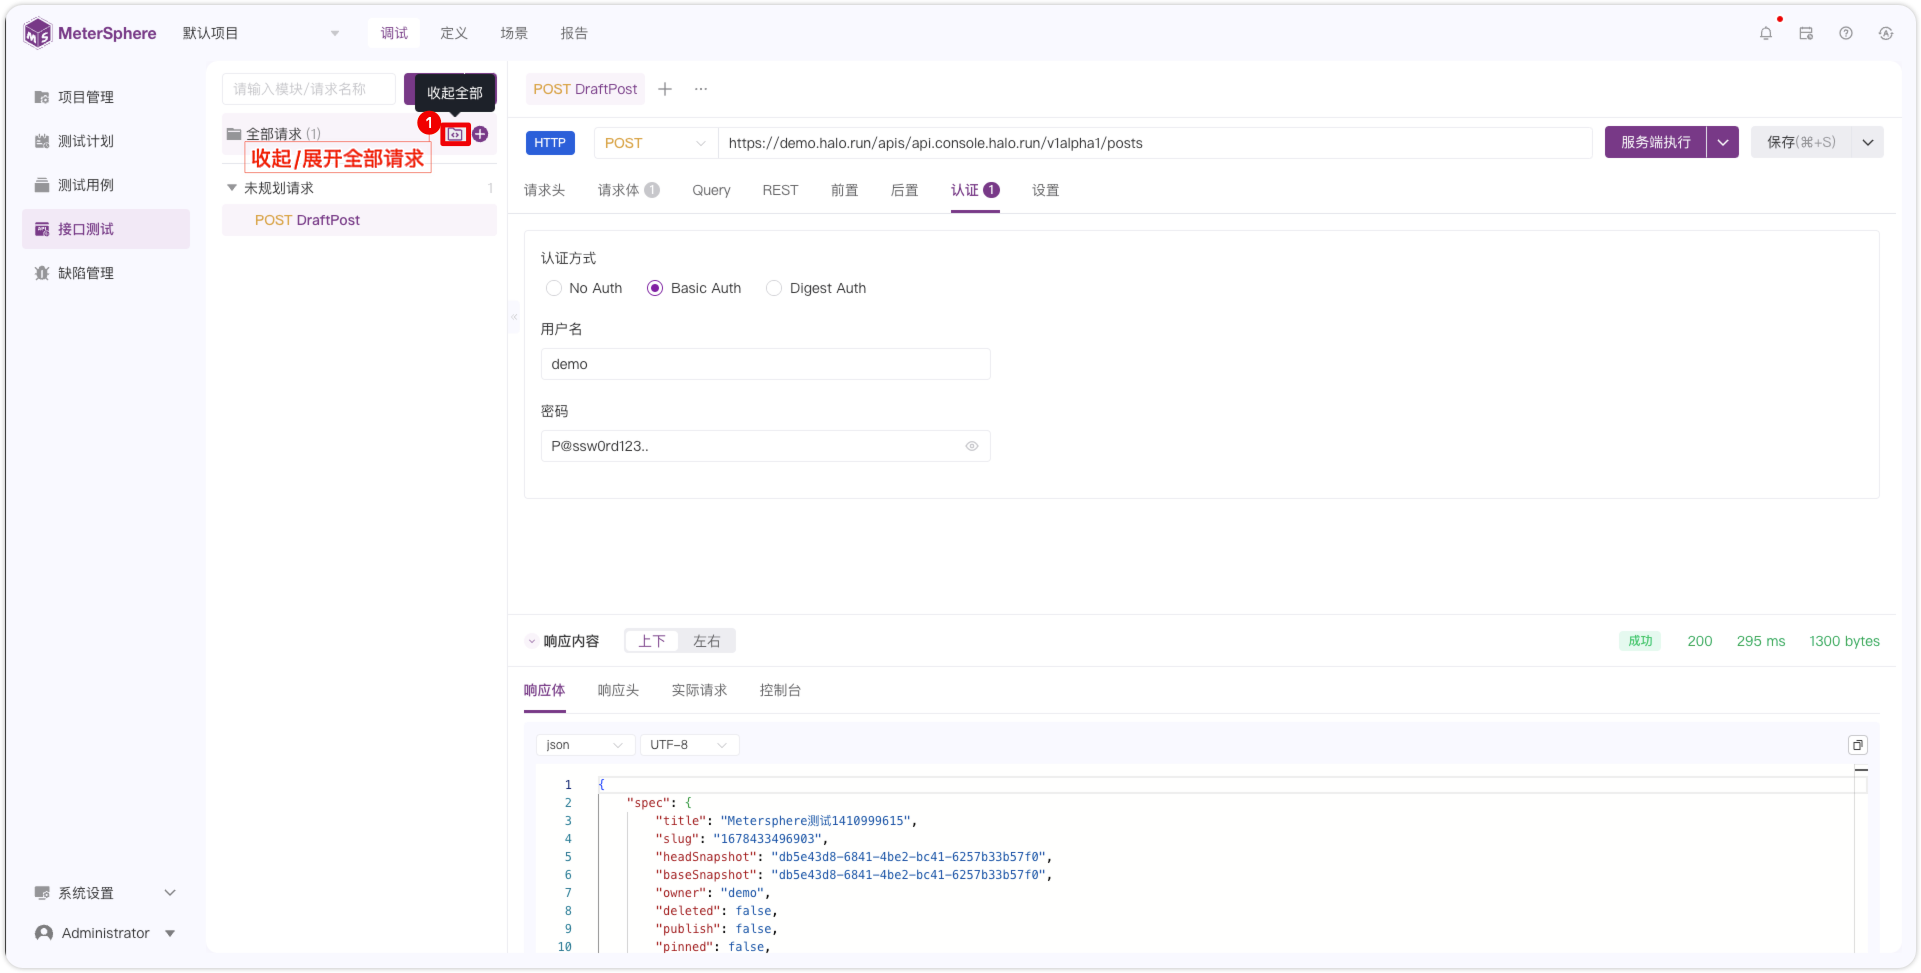 MeterSphere
默认项目
调试
定义
场景
报告
项目管理
测试计划
测试用例
接口测试
缺陷管理
系统设置
Administrator
请输入模块/请求名称
收起全部
1
全部请求 (1)
收起/展开全部请求
未规划请求
1
POST DraftPost
POST DraftPost
HTTP
POST
https://demo.halo.run/apis/api.console.halo.run/v1alpha1/posts
服务端执行
保存(⌘+S)
请求头
请求体 1
Query
REST
前置
后置
认证 1
设置
认证方式
No Auth
Basic Auth
Digest Auth
用户名
demo
密码
P@ssw0rd123..
响应内容
上下
左右
成功
200
295 ms
1300 bytes
响应体
响应头
实际请求
控制台
json
UTF-8
1 {
2 "spec": {
3 "title": "Metersphere测试1410999615",
4 "slug": "1678433496903",
5 "headSnapshot": "db5e43d8-6841-4be2-bc41-6257b33b57f0",
6 "baseSnapshot": "db5e43d8-6841-4be2-bc41-6257b33b57f0",
7 "owner": "demo",
8 "deleted": false,
9 "publish": false,
10 "pinned": false,